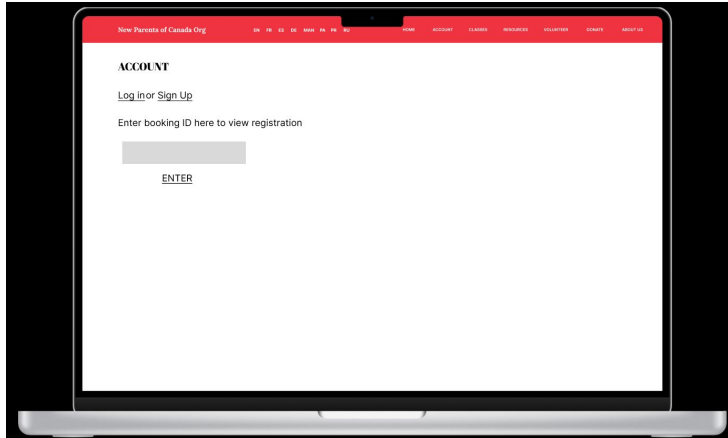 New Parents of Canada Org EN FR ES DE MAN PA PR RU HOME ACCOUNT CLASSES RESOURCES VOLUNTEER DONATE ABOUT US
ACCOUNT
Log in or Sign Up
Enter booking ID here to view registration
ENTER